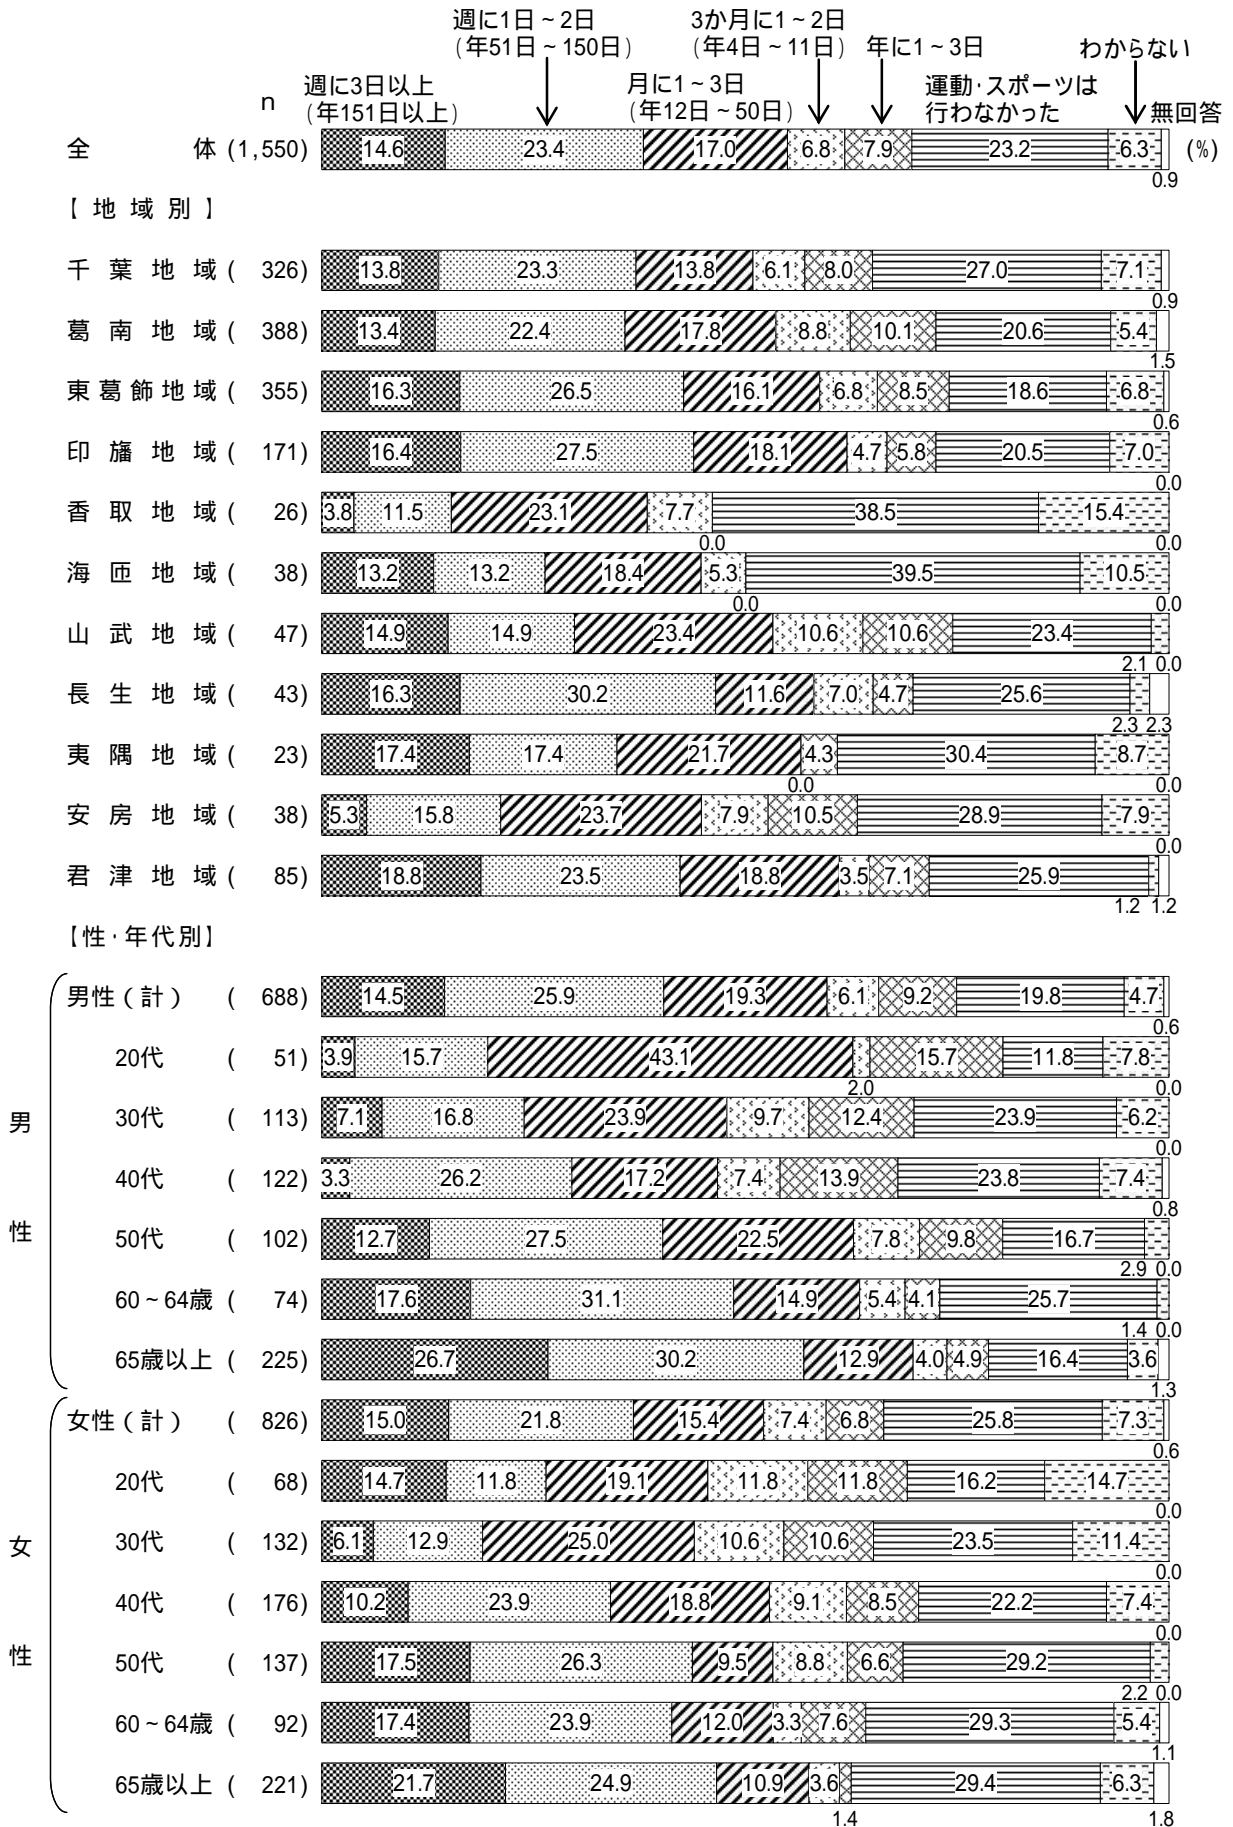 週に1日~2日
(年51日~150日)
3か月に1~2日
(年4日~11日)
年に1~3日
わからない
週に3日以上
(年151日以上)
月に1~3日
(年12日~50日)
運動・スポーツは
行わなかった
無回答
n
全体 (1,550) 14.6 23.4 17.0 6.8 7.9 23.2 6.3 (%)
0.9
【地域別】
千葉地域 ( 326) 13.8 23.3 13.8 6.1 8.0 27.0 7.1
0.9
葛南地域 ( 388) 13.4 22.4 17.8 8.8 10.1 20.6 5.4
1.5
東葛飾地域 ( 355) 16.3 26.5 16.1 6.8 8.5 18.6 6.8
0.6
印旛地域 ( 171) 16.4 27.5 18.1 4.7 5.8 20.5 7.0
0.0
香取地域 ( 26) 3.8 11.5 23.1 7.7 38.5 15.4
0.0 0.0
海匝地域 ( 38) 13.2 13.2 18.4 5.3 39.5 10.5
0.0 0.0
山武地域 ( 47) 14.9 14.9 23.4 10.6 10.6 23.4
2.1 0.0
長生地域 ( 43) 16.3 30.2 11.6 7.0 4.7 25.6
2.3 2.3
夷隅地域 ( 23) 17.4 17.4 21.7 4.3 30.4 8.7
0.0 0.0
安房地域 ( 38) 5.3 15.8 23.7 7.9 10.5 28.9 7.9
0.0
君津地域 ( 85) 18.8 23.5 18.8 3.5 7.1 25.9
1.2 1.2
【性・年代別】
男性
男性(計) ( 688) 14.5 25.9 19.3 6.1 9.2 19.8 4.7
0.6
20代 ( 51) 3.9 15.7 43.1 15.7 11.8 7.8
2.0 0.0
30代 ( 113) 7.1 16.8 23.9 9.7 12.4 23.9 6.2
0.0
40代 ( 122) 3.3 26.2 17.2 7.4 13.9 23.8 7.4
0.8
50代 ( 102) 12.7 27.5 22.5 7.8 9.8 16.7
2.9 0.0
60~64歳 ( 74) 17.6 31.1 14.9 5.4 4.1 25.7
1.4 0.0
65歳以上 ( 225) 26.7 30.2 12.9 4.0 4.9 16.4 3.6
1.3
女性
女性(計) ( 826) 15.0 21.8 15.4 7.4 6.8 25.8 7.3
0.6
20代 ( 68) 14.7 11.8 19.1 11.8 11.8 16.2 14.7
0.0
30代 ( 132) 6.1 12.9 25.0 10.6 10.6 23.5 11.4
0.0
40代 ( 176) 10.2 23.9 18.8 9.1 8.5 22.2 7.4
0.0
50代 ( 137) 17.5 26.3 9.5 8.8 6.6 29.2
2.2 0.0
60~64歳 ( 92) 17.4 23.9 12.0 3.3 7.6 29.3 5.4
1.1
65歳以上 ( 221) 21.7 24.9 10.9 3.6 29.4 6.3
1.4 1.8